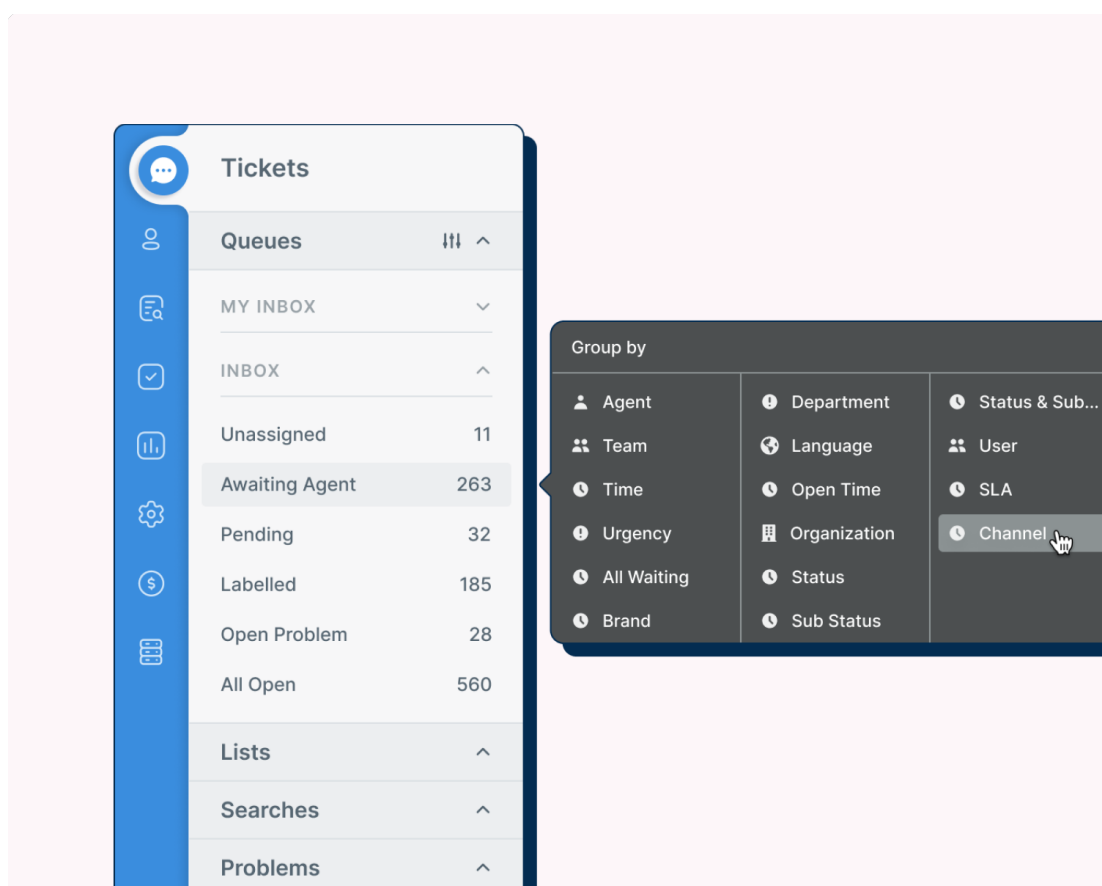 Tickets
Queues
MY INBOX
INBOX
Unassigned 11
Awaiting Agent 263
Pending 32
Labelled 185
Open Problem 28
All Open 560
Lists
Searches
Problems
Group by
Agent
Team
Time
Urgency
All Waiting
Brand
Department
Language
Open Time
Organization
Status
Sub Status
Status & Sub...
User
SLA
Channel